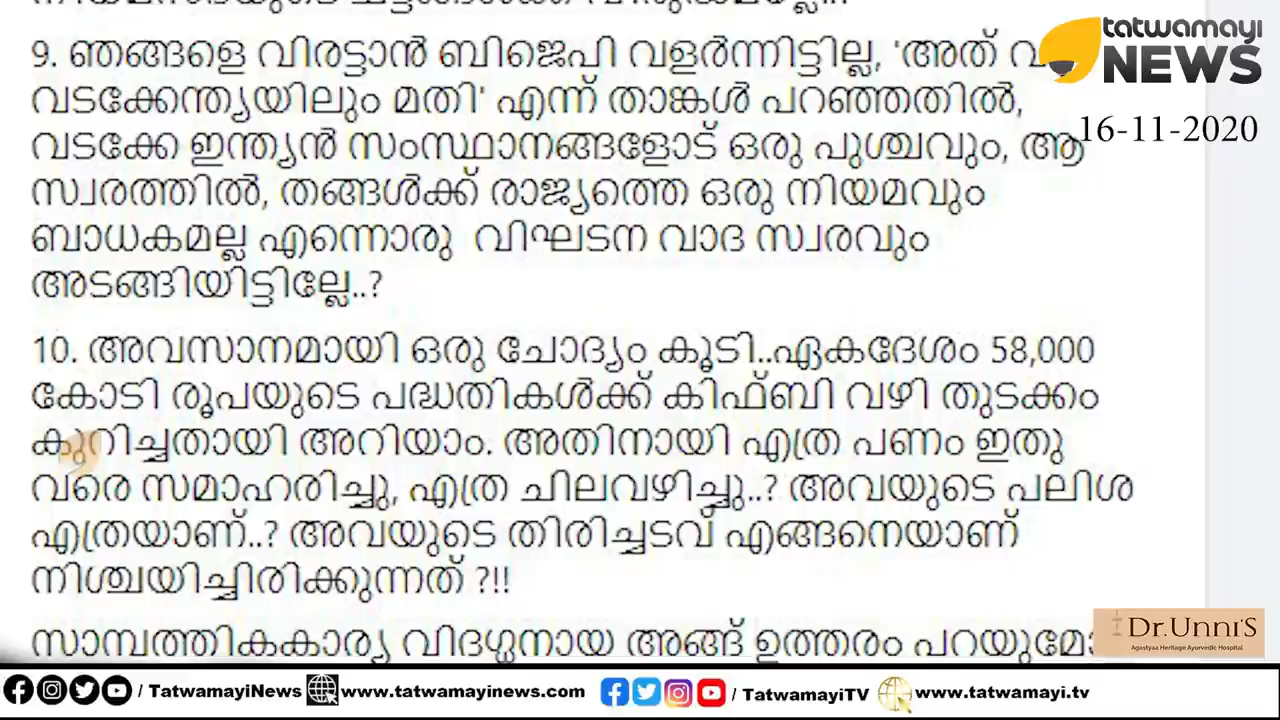 9. ഞങ്ങളെ വിരട്ടാൻ ബിജെപി വളർന്നിട്ടില്ല, 'അത്
വടക്കേന്ത്യയിലും മതി' എന്ന് താങ്കൾ പറഞ്ഞതിൽ,
വടക്കേ ഇന്ത്യൻ സംസ്ഥാനങ്ങളോട് ഒരു പുശ്ചവും, ആ
സ്വരത്തിൽ, തങ്ങൾക്ക് രാജ്യത്തെ ഒരു നിയമവും
ബാധകമല്ല എന്നൊരു വിഘടന വാദ സ്വരവും
അടങ്ങിയിട്ടില്ലേ..?
10. അവസാനമായി ഒരു ചോദ്യം കൂടി..ഏകദേശം 58,000
കോടി രൂപയുടെ പദ്ധതികൾക്ക് കിഫ്ബി വഴി തുടക്കം
കുറിച്ചതായി അറിയാം. അതിനായി എത്ര പണം ഇതു
വരെ സമാഹരിച്ചു, എത്ര ചിലവഴിച്ചു..? അവയുടെ പലിശ
എത്രയാണ്..? അവയുടെ തിരിച്ചടവ് എങ്ങനെയാണ്
നിശ്ചയിച്ചിരിക്കുന്നത് ?!!
സാമ്പത്തികകാര്യ വിദഗ്ദ്ധനായ അങ്ങ് ഉത്തരം
tatwamayi
NEWS
16-11-2020
Dr.Unni'S
Agastyaa Heritage Ayurvedic Hospital
/ TatwamayiNews www.tatwamayinews.com / TatwamayiTV www.tatwamayi.tv